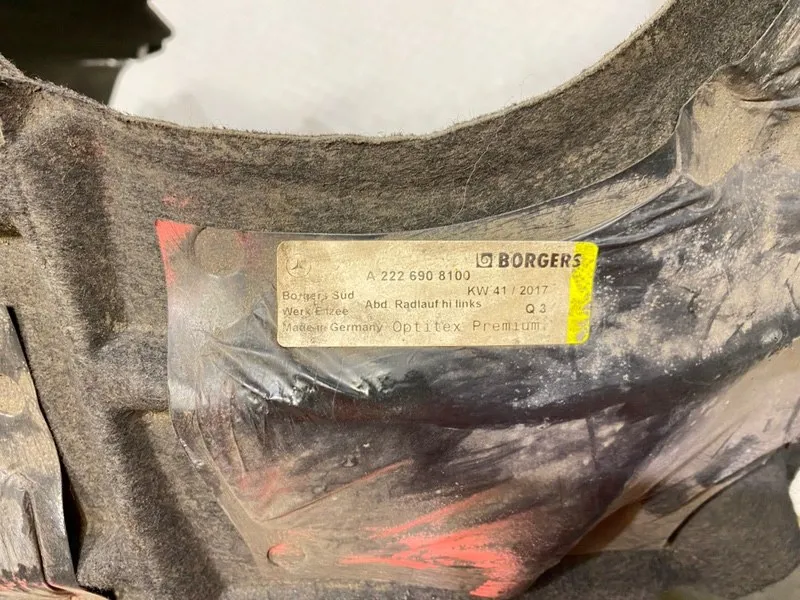 BORGERS
A 222 690 8100
KW 41 / 2017
Borgers Süd
Abd. Radlauf hi links
Q 3
Werk Elzee
Made in Germany Optitex Premium